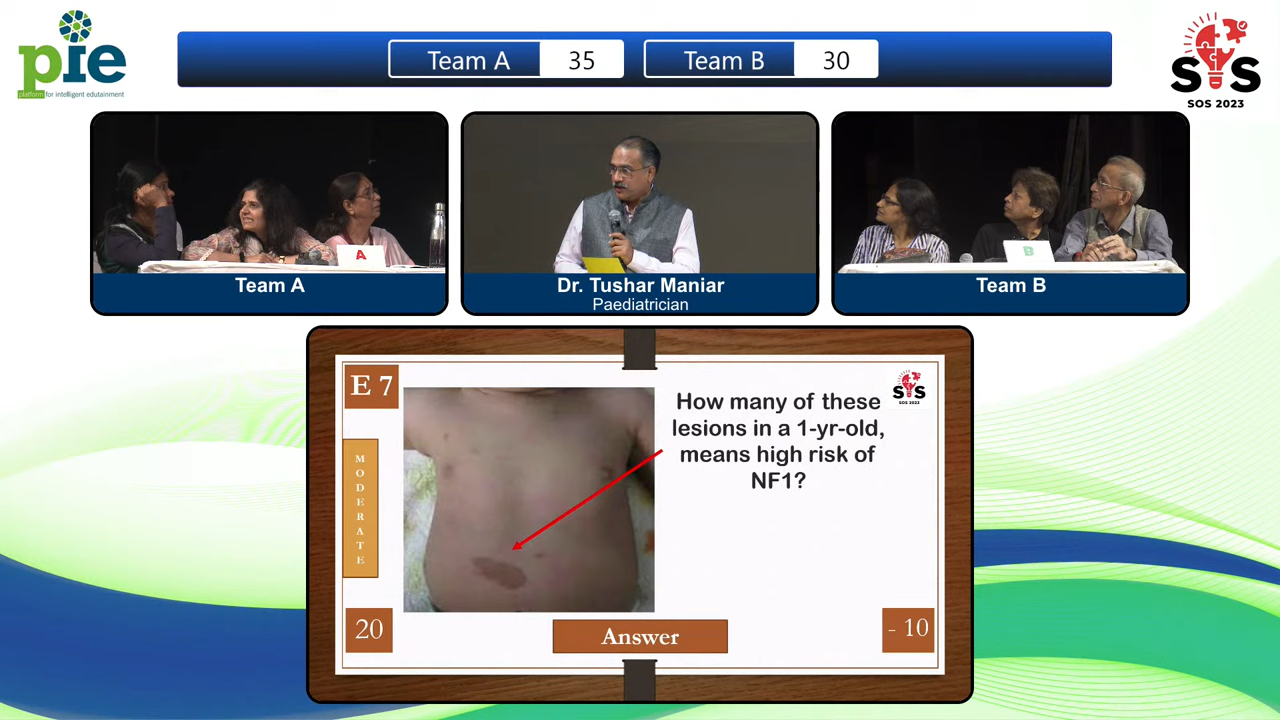 pie
platform for intelligent edutainment
Team A 35 Team B 30
SOS
SOS 2023
A
B
Team A
Dr. Tushar Maniar
Paediatrician
Team B
E 7
MODERATE
How many of these
lesions in a 1-yr-old,
means high risk of
NF1?
SOS
SOS 2023
20
Answer
- 10